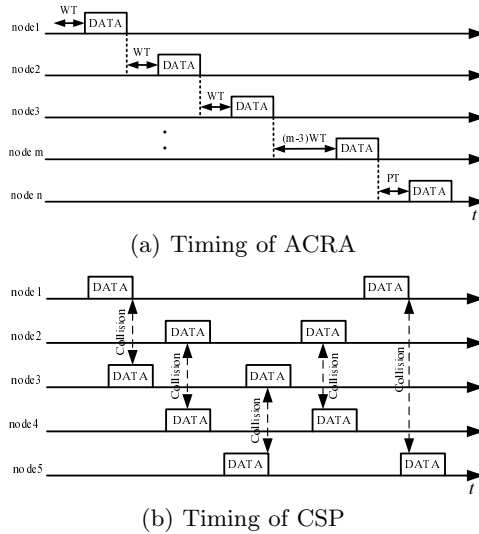 WT
node1 DATA
WT
node2 DATA
WT
node3 DATA
(m-3)WT
node m DATA
PT
node n DATA
t
(a) Timing of ACRA
node1 DATA DATA
Collision
node2 DATA DATA
Collision Collision Collision
node3 DATA DATA
Collision
node4 DATA DATA
node5 DATA DATA
t
(b) Timing of CSP